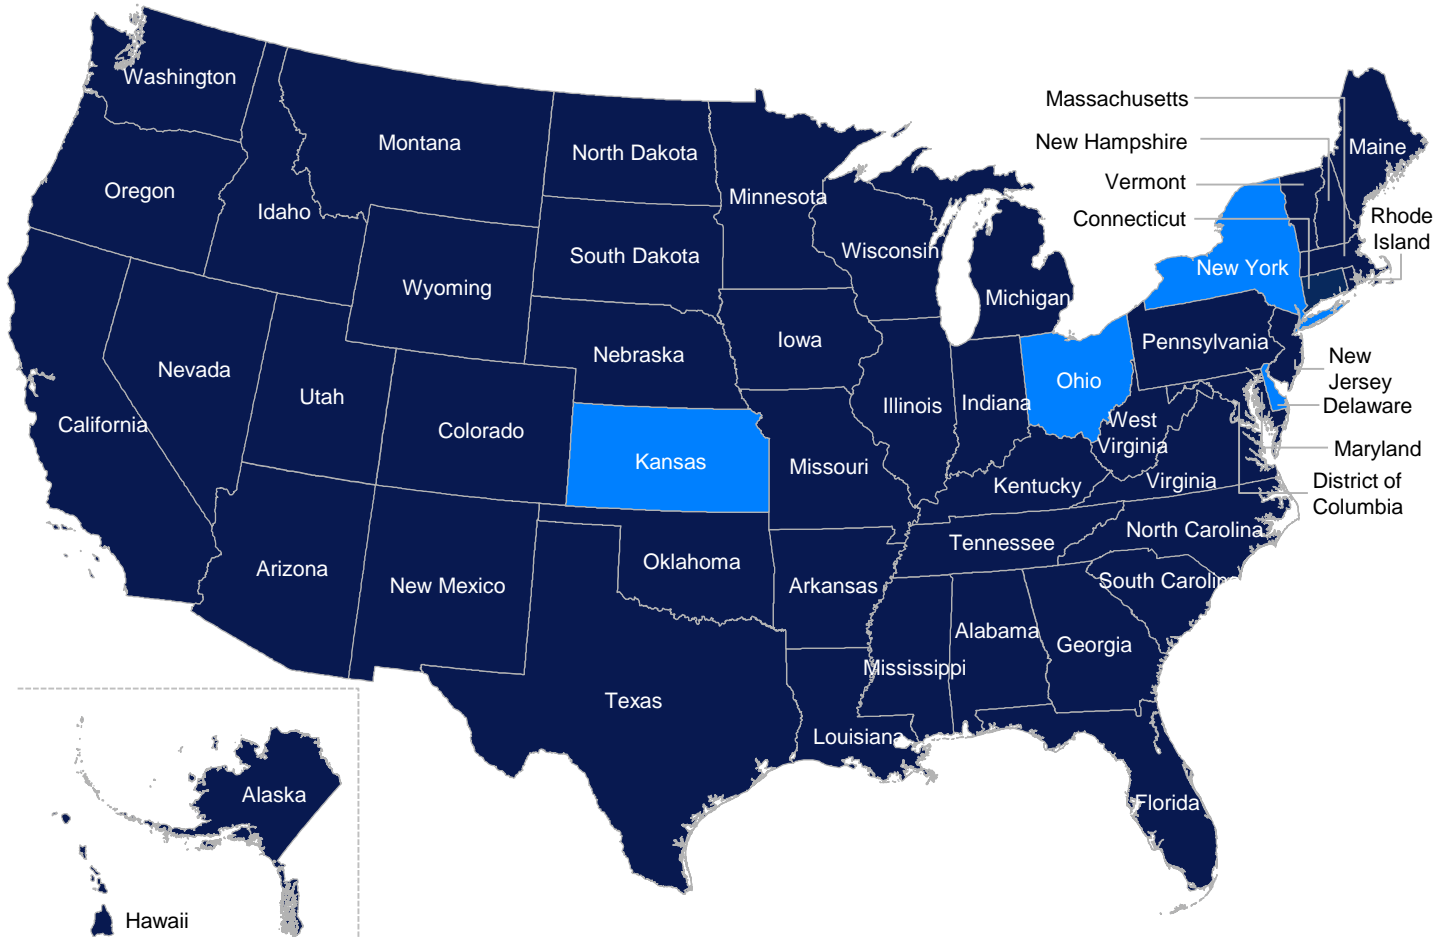 Washington
Montana
North Dakota
Minnesota
Oregon
Idaho
Wyoming
South Dakota
Wisconsin
Michigan
Massachusetts
New Hampshire
Vermont
Connecticut
Maine
Rhode
Island
New York
Nebraska
Iowa
Nevada
Utah
Colorado
California
Kansas
Missouri
Illinois
Indiana
Ohio
Pennsylvania
New
Jersey
Delaware
Maryland
District of
Columbia
West
Virginia
Virginia
Kentucky
North Carolina
Tennessee
South Carolina
Arizona
New Mexico
Oklahoma
Arkansas
Texas
Louisiana
Mississippi
Alabama
Georgia
Florida
Alaska
Hawaii